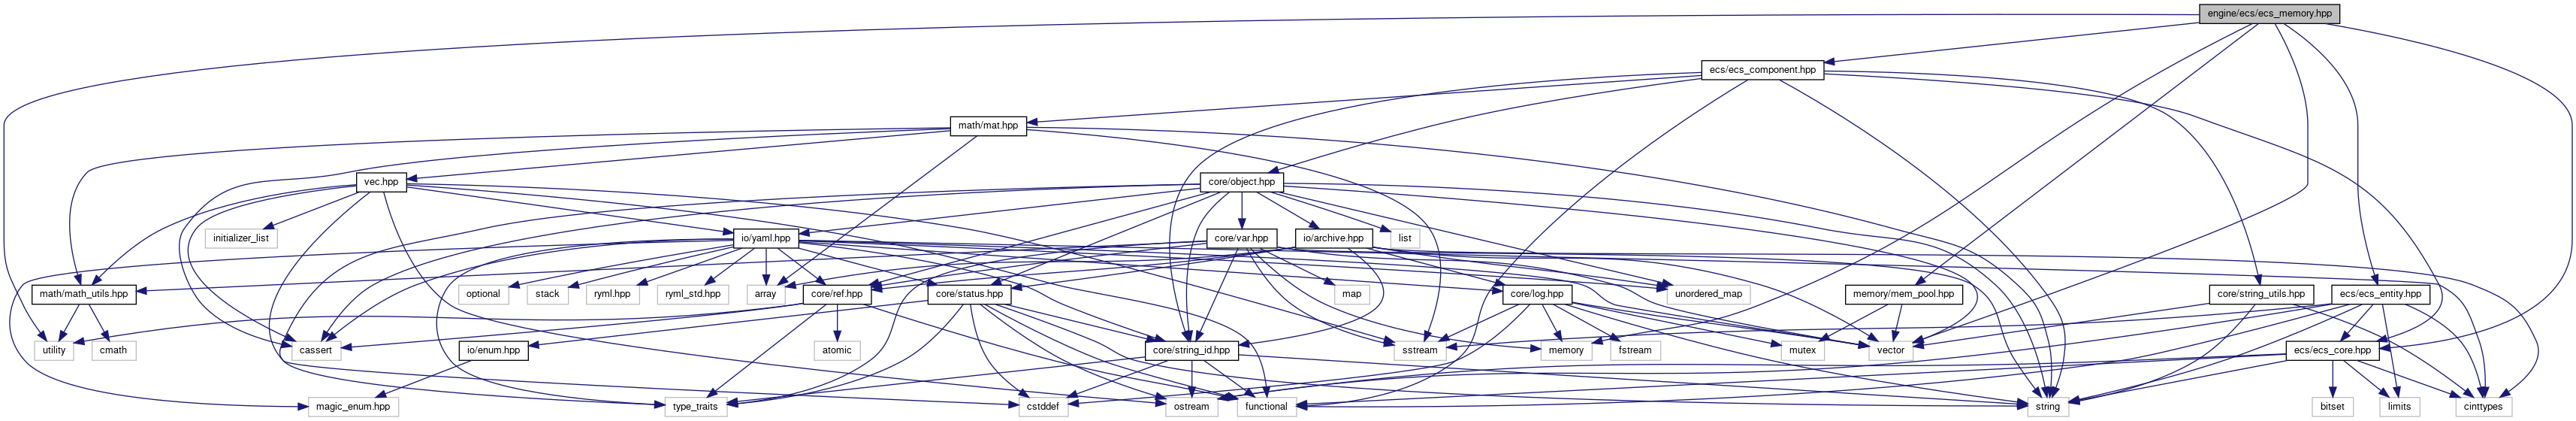 engine/ecs/ecs_memory.hpp
ecs/ecs_component.hpp
math/mat.hpp
vec.hpp
core/object.hpp
initializer_list
io/yaml.hpp
core/var.hpp
io/archive.hpp
list
math/math_utils.hpp
optional
stack
ryml.hpp
ryml_std.hpp
array
core/ref.hpp
core/status.hpp
map
core/log.hpp
unordered_map
memory/mem_pool.hpp
core/string_utils.hpp
ecs/ecs_entity.hpp
utility
cmath
cassert
io/enum.hpp
atomic
core/string_id.hpp
sstream
memory
fstream
mutex
vector
ecs/ecs_core.hpp
magic_enum.hpp
type_traits
cstddef
ostream
functional
string
bitset
limits
cinttypes